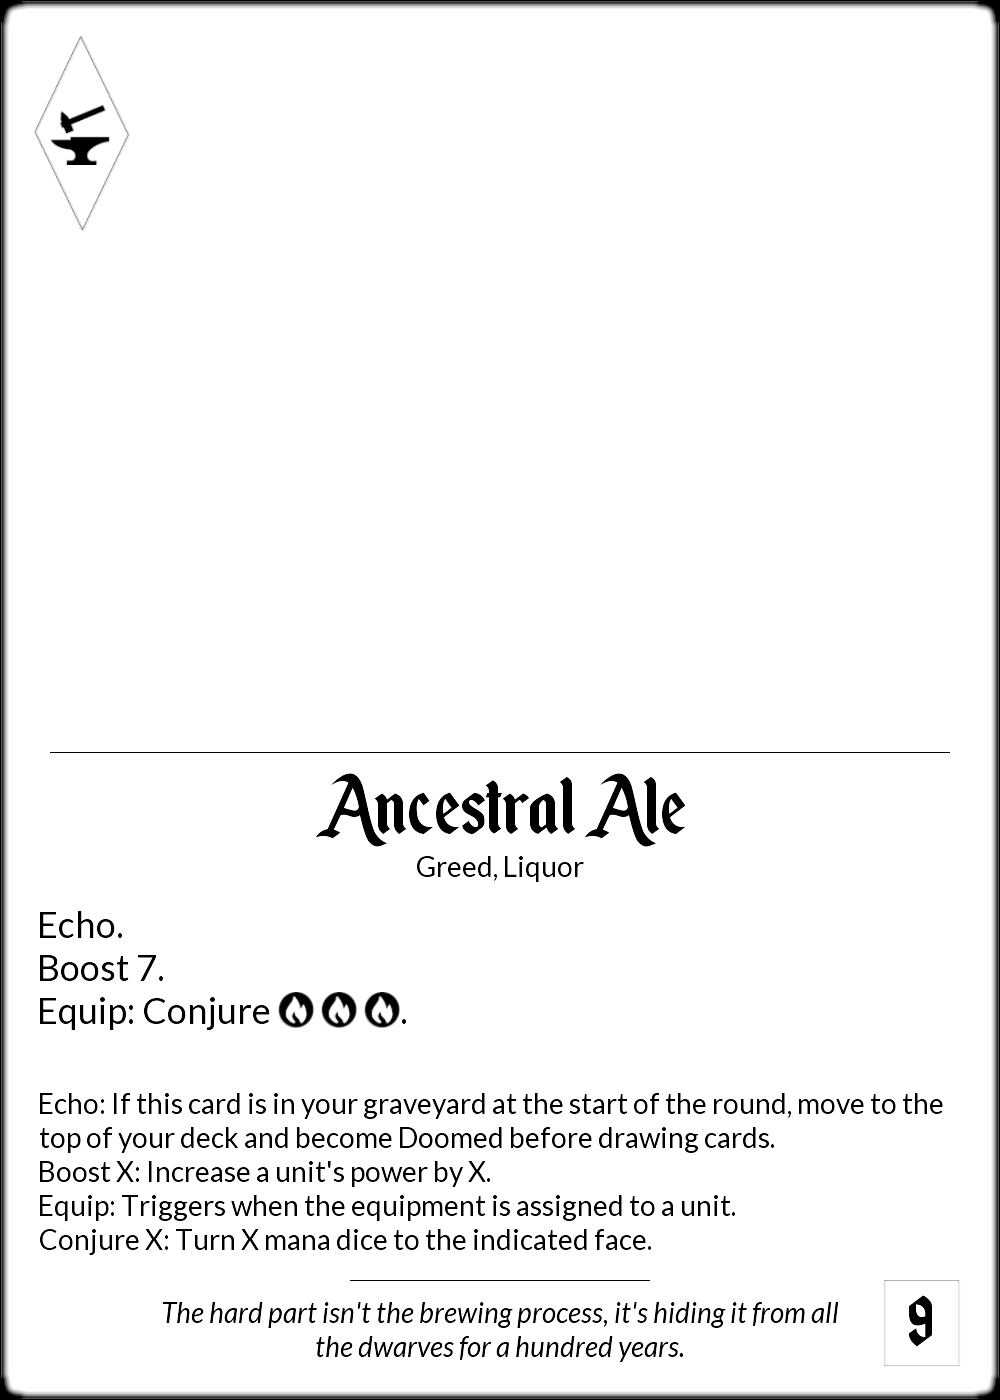 Ancestral Ale
Greed, Liquor
Echo.
Boost 7.
Equip: Conjure .
Echo: If this card is in your graveyard at the start of the round, move to the
top of your deck and become Doomed before drawing cards.
Boost X: Increase a unit's power by X.
Equip: Triggers when the equipment is assigned to a unit.
Conjure X: Turn X mana dice to the indicated face.
The hard part isn't the brewing process, it's hiding it from all
the dwarves for a hundred years.
9